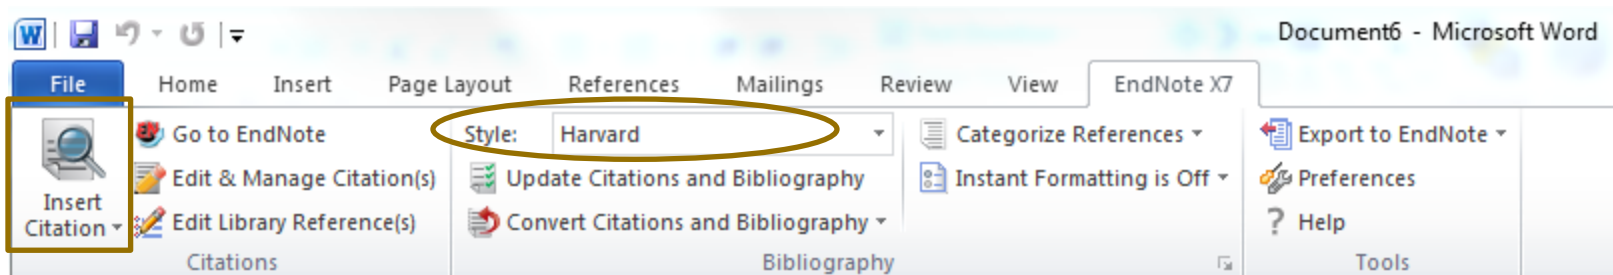 W
Document6 - Microsoft Word
File Home Insert Page Layout References Mailings Review View EndNote X7
Insert
Citation
Go to EndNote
Edit & Manage Citation(s)
Edit Library Reference(s)
Citations
Style: Harvard
Update Citations and Bibliography
Convert Citations and Bibliography
Bibliography
Categorize References
Instant Formatting is Off
Export to EndNote
Preferences
? Help
Tools